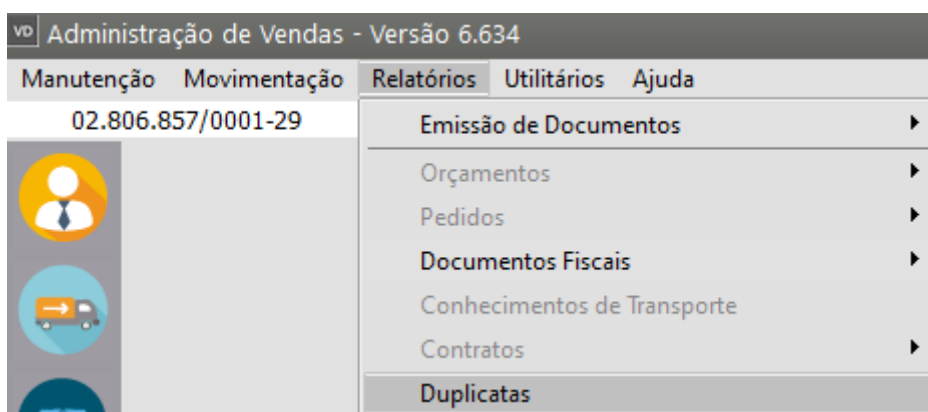 VD Administração de Vendas - Versão 6.634
Manutenção Movimentação Relatórios Utilitários Ajuda
02.806.857/0001-29
Emissão de Documentos
Orçamentos
Pedidos
Documentos Fiscais
Conhecimentos de Transporte
Contratos
Duplicatas